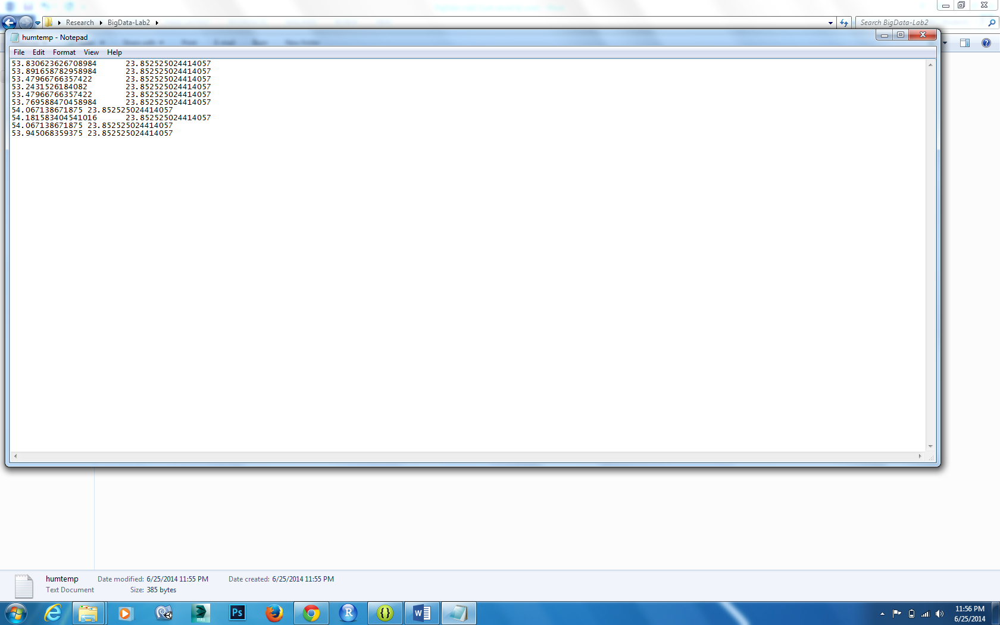 Research
BigData-Lab2
Search BigData-Lab2
humtemp - Notepad
File Edit Format View Help
53.830623626708984 23.852525024414057
53.891658782958984 23.852525024414057
53.47966766357422 23.852525024414057
53.2431526184082 23.852525024414057
53.47966766357422 23.852525024414057
53.769588470458984 23.852525024414057
54.067138671875 23.852525024414057
54.181583404541016 23.852525024414057
54.067138671875 23.852525024414057
53.945068359375 23.852525024414057
humtemp Date modified: 6/25/2014 11:55 PM Date created: 6/25/2014 11:55 PM
Text Document Size: 385 bytes
MAX
Ps
R
W
11:56 PM
6/25/2014